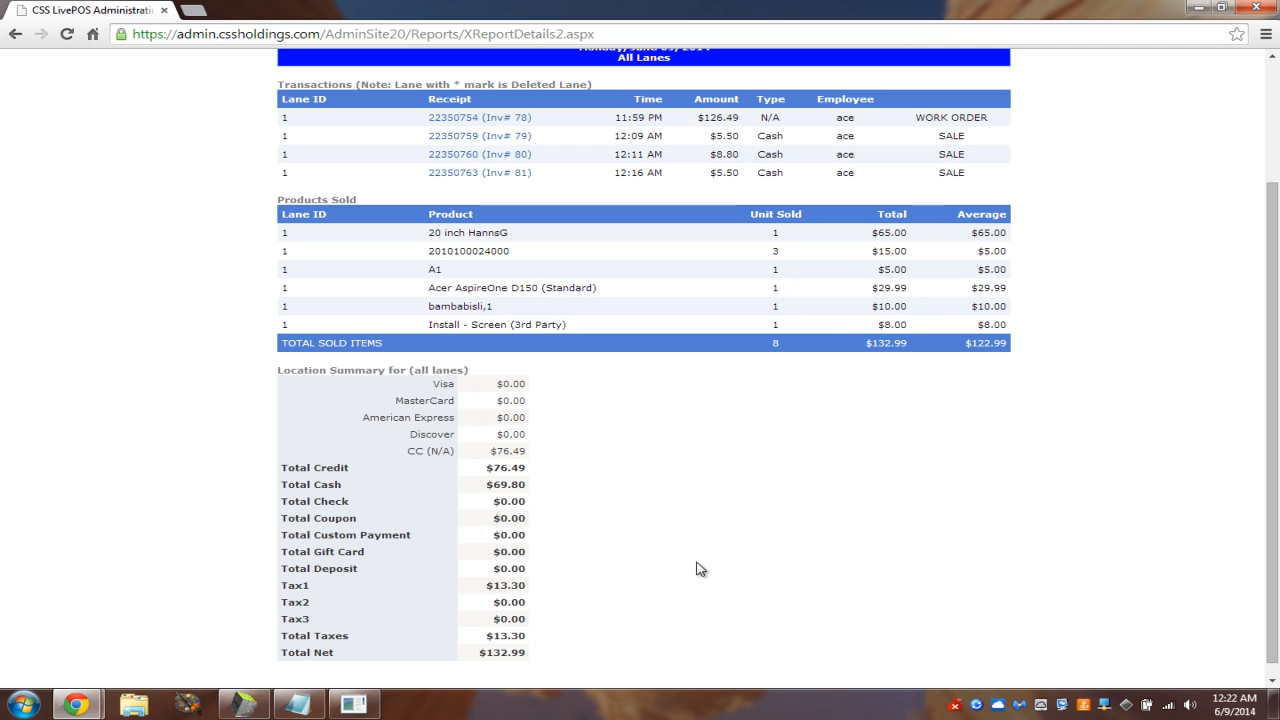 CSS LivePOS Administratio
https://admin.cssholdings.com/AdminSite20/Reports/XReportDetails2.aspx
Monday, June 09, 2014
All Lanes
Transactions (Note: Lane with * mark is Deleted Lane)
Lane ID Receipt Time Amount Type Employee
1 22350754 (Inv# 78) 11:59 PM $126.49 N/A ace WORK ORDER
1 22350759 (Inv# 79) 12:09 AM $5.50 Cash ace SALE
1 22350760 (Inv# 80) 12:11 AM $8.80 Cash ace SALE
1 22350763 (Inv# 81) 12:16 AM $5.50 Cash ace SALE
Products Sold
Lane ID Product Unit Sold Total Average
1 20 inch HannsG 1 $65.00 $65.00
1 2010100024000 3 $15.00 $5.00
1 A1 1 $5.00 $5.00
1 Acer AspireOne D150 (Standard) 1 $29.99 $29.99
1 bambabisli,1 1 $10.00 $10.00
1 Install - Screen (3rd Party) 1 $8.00 $8.00
TOTAL SOLD ITEMS 8 $132.99 $122.99
Location Summary for (all lanes)
Visa $0.00
MasterCard $0.00
American Express $0.00
Discover $0.00
CC (N/A) $76.49
Total Credit $76.49
Total Cash $69.80
Total Check $0.00
Total Coupon $0.00
Total Custom Payment $0.00
Total Gift Card $0.00
Total Deposit $0.00
Tax1 $13.30
Tax2 $0.00
Tax3 $0.00
Total Taxes $13.30
Total Net $132.99
12:22 AM
6/9/2014